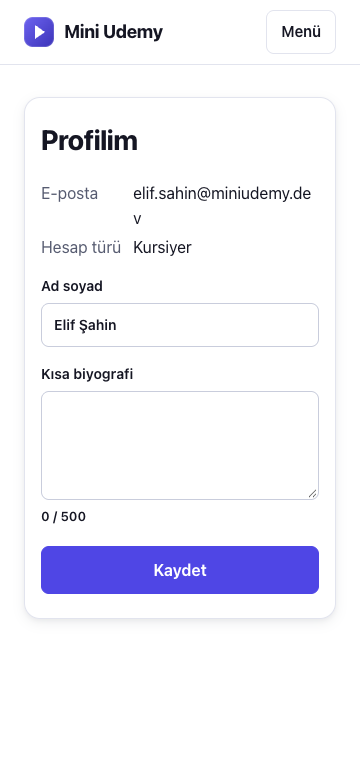 Mini Udemy
Menü
Profilim
E-posta elif.sahin@miniudemy.de
v
Hesap türü Kursiyer
Ad soyad
Elif Şahin
Kısa biyografi
0 / 500
Kaydet